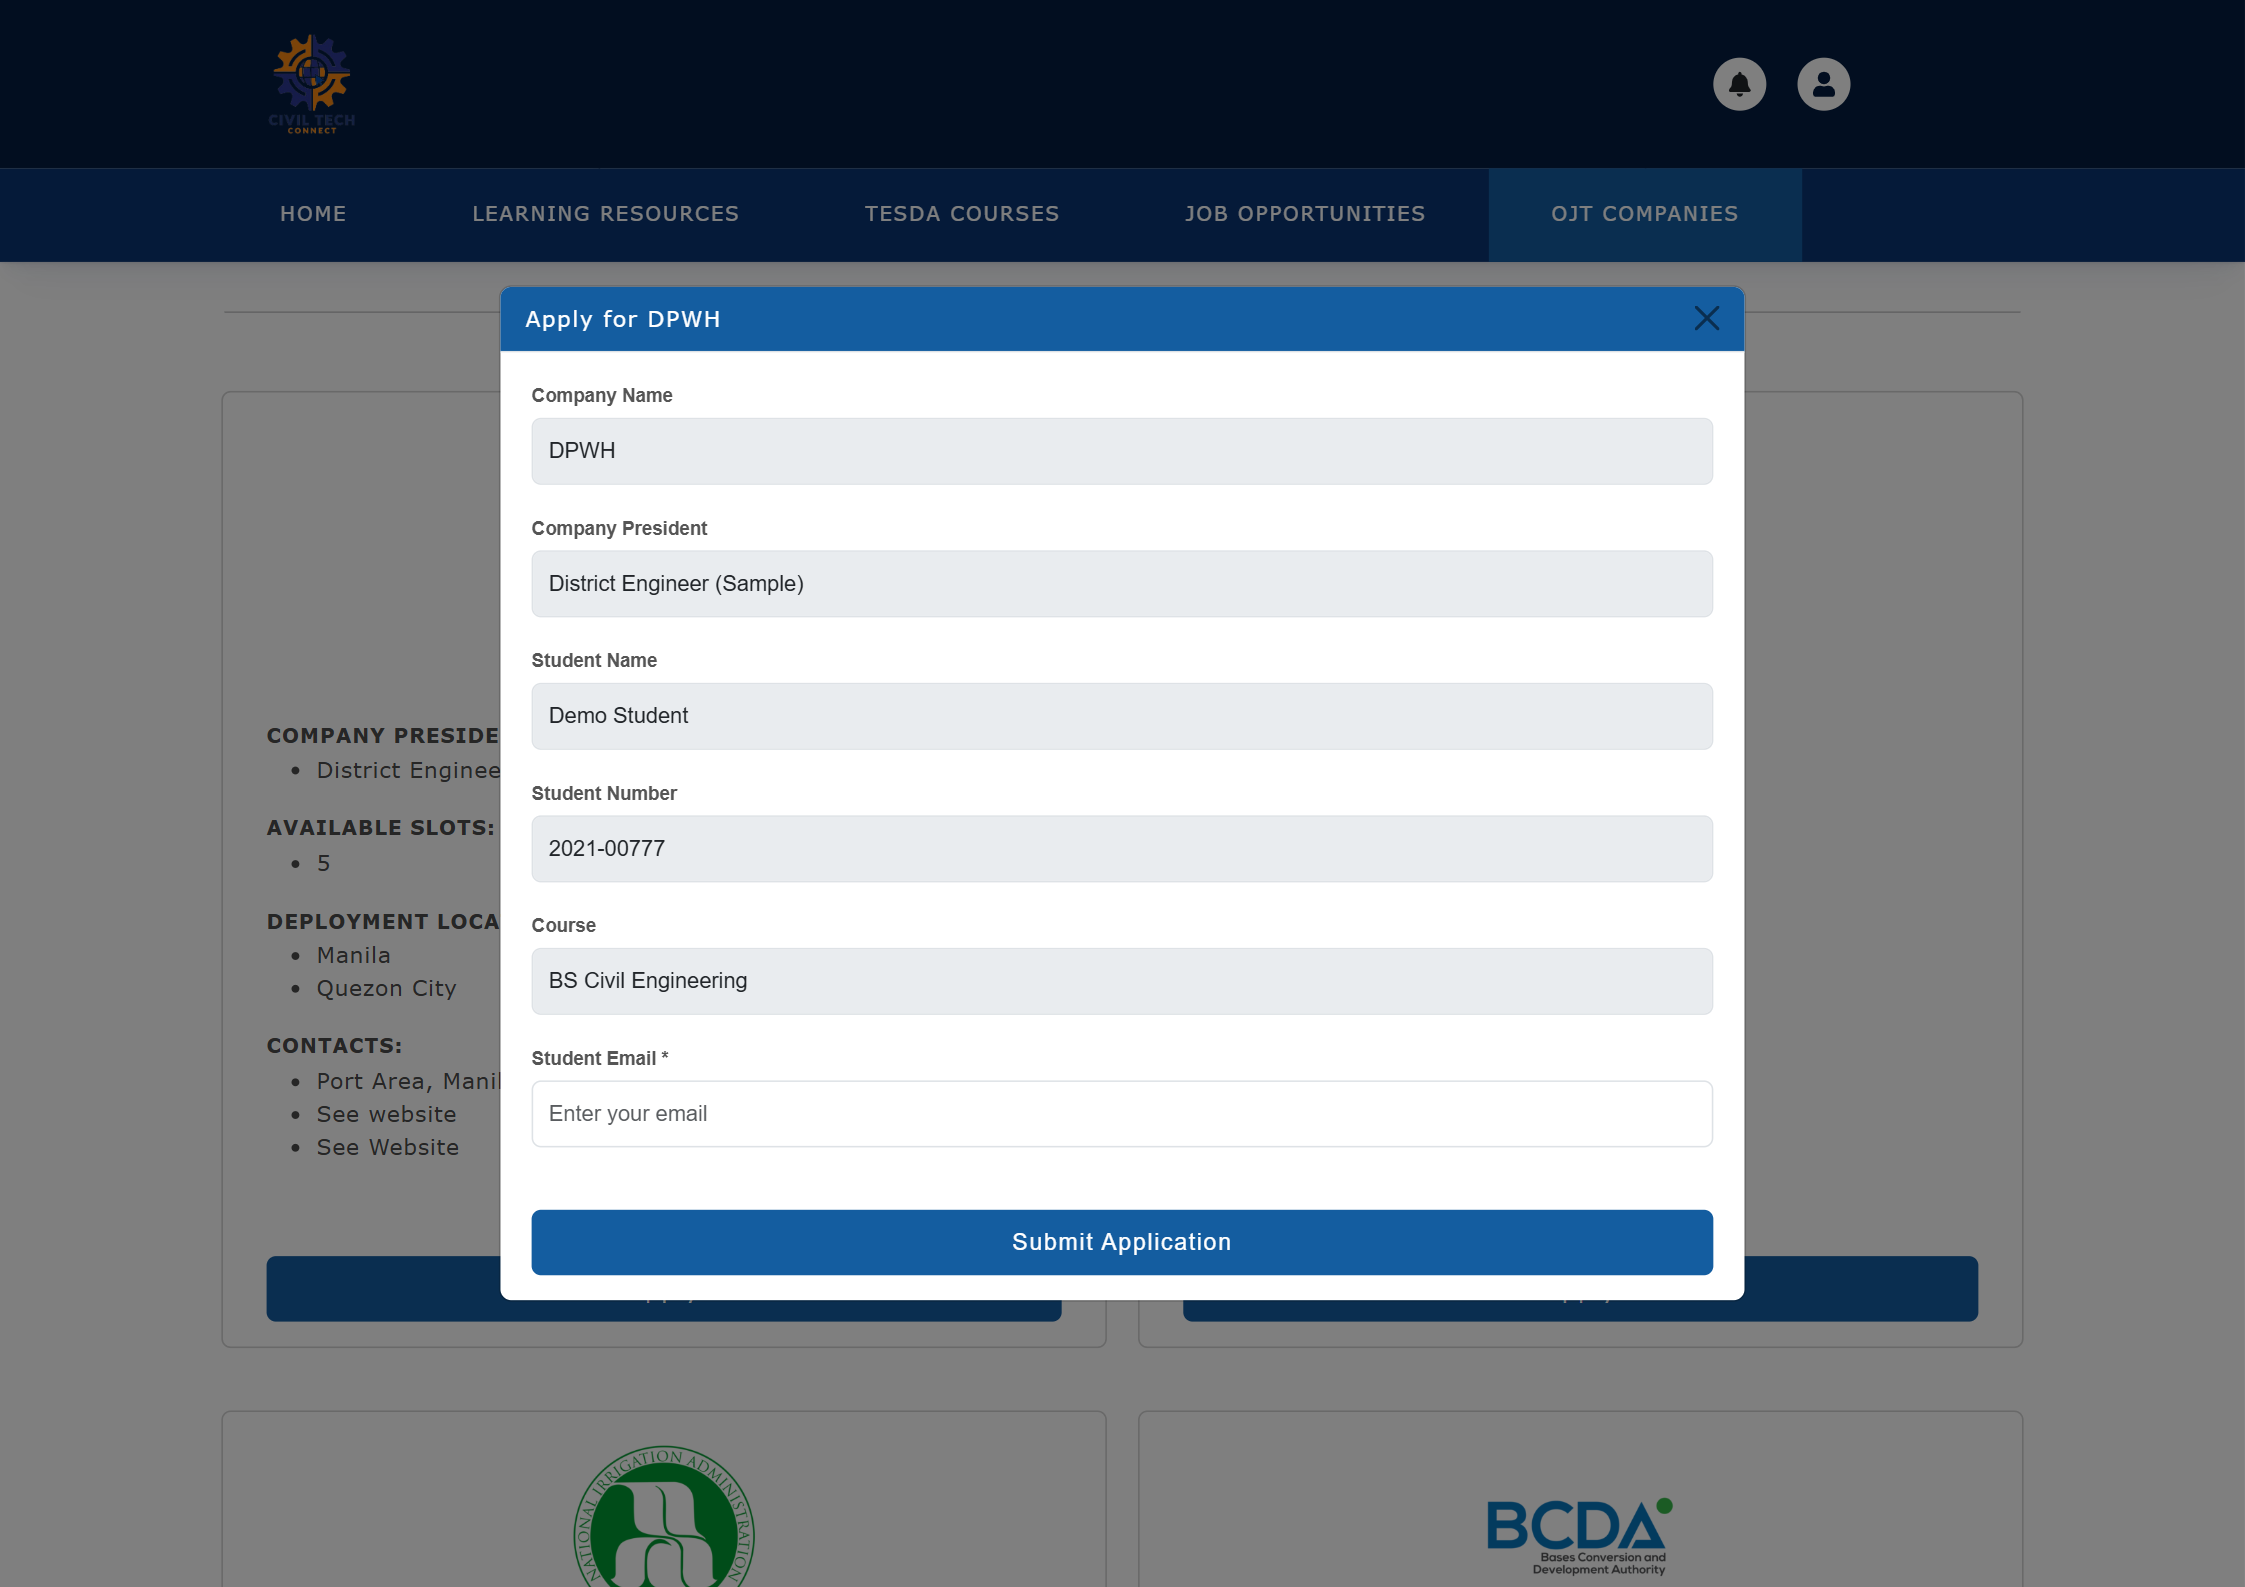 CIVIL TECH
CONNECT
HOME
LEARNING RESOURCES
TESDA COURSES
JOB OPPORTUNITIES
OJT COMPANIES
Apply for DPWH
Company Name
DPWH
Company President
District Engineer (Sample)
Student Name
Demo Student
Student Number
2021-00777
Course
BS Civil Engineering
Student Email *
Enter your email
Submit Application
COMPANY PRESIDE
District Enginee
AVAILABLE SLOTS:
5
DEPLOYMENT LOCA
Manila
Quezon City
CONTACTS:
Port Area, Manil
See website
See Website
NATIONAL IRRIGATION ADMINISTRATION
BCDA
Bases Conversion and
Development Authority